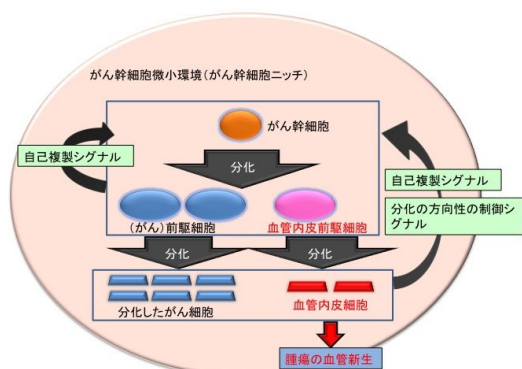 がん幹細胞微小環境(がん幹細胞ニッチ)
がん幹細胞
自己複製シグナル
分化
自己複製シグナル
分化の方向性の制御シ
グナル
(がん)前駆細胞
血管内皮前駆細胞
分化
分化
分化したがん細胞
血管内皮細胞
腫瘍の血管新生